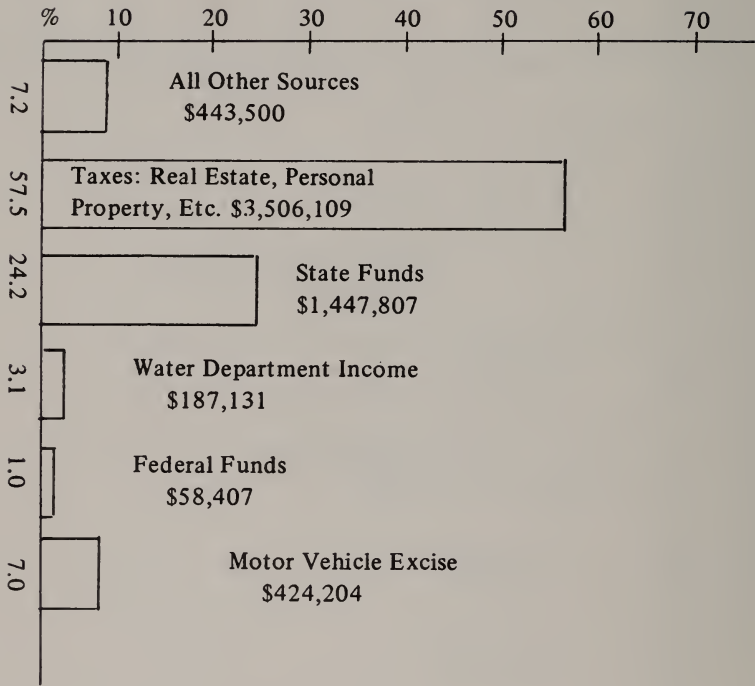 % 10 20 30 40 50 60 70
7.2
All Other Sources
$443,500
57.5
Taxes: Real Estate, Personal
Property, Etc. $3,506,109
24.2
State Funds
$1,447,807
3.1
Water Department Income
$187,131
1.0
Federal Funds
$58,407
7.0
Motor Vehicle Excise
$424,204